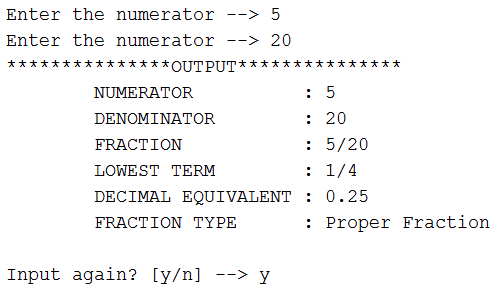 Enter the numerator --> 5
Enter the numerator --> 20
***************OUTPUT***************
NUMERATOR : 5
DENOMINATOR : 20
FRACTION : 5/20
LOWEST TERM : 1/4
DECIMAL EQUIVALENT : 0.25
FRACTION TYPE : Proper Fraction
Input again? [y/n] --> y